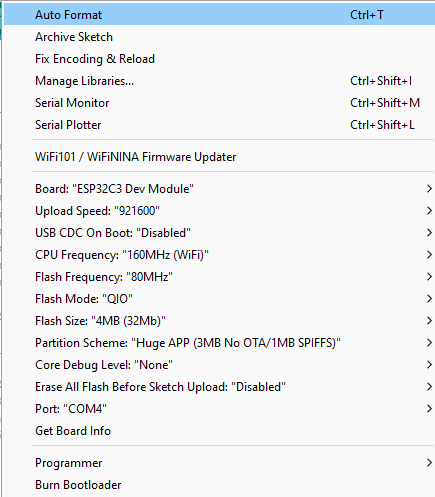 Auto Format Ctrl+T
Archive Sketch
Fix Encoding & Reload
Manage Libraries... Ctrl+Shift+I
Serial Monitor Ctrl+Shift+M
Serial Plotter Ctrl+Shift+L
WiFi101 / WiFiNINA Firmware Updater
Board: "ESP32C3 Dev Module"
Upload Speed: "921600"
USB CDC On Boot: "Disabled"
CPU Frequency: "160MHz (WiFi)"
Flash Frequency: "80MHz"
Flash Mode: "QIO"
Flash Size: "4MB (32Mb)"
Partition Scheme: "Huge APP (3MB No OTA/1MB SPIFFS)"
Core Debug Level: "None"
Erase All Flash Before Sketch Upload: "Disabled"
Port: "COM4"
Get Board Info
Programmer
Burn Bootloader